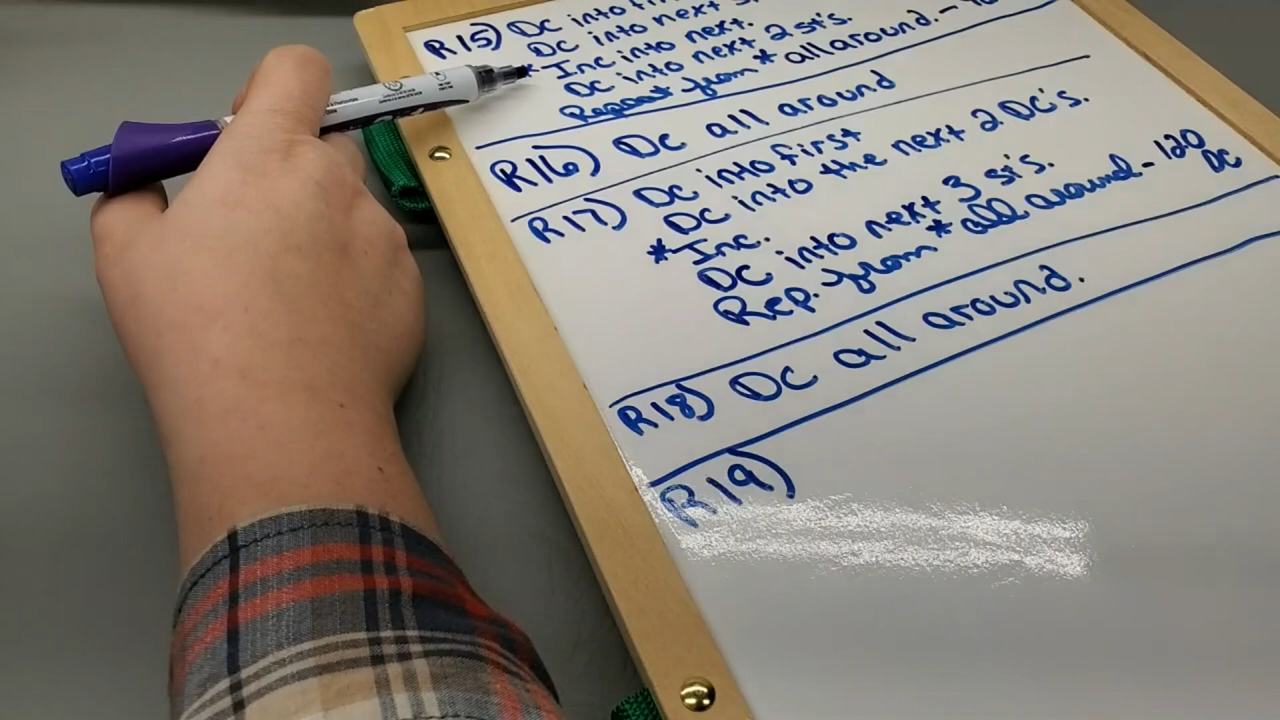 R15) DC into
DC into next
* Inc into next.
DC into next 2 st's.
Repeat from * all around. -
R16) DC all around
R17) DC into first
DC into the next 2 DC's.
* Inc.
DC into next 3 st's.
Rep. from * all around - 120
DC
R18) DC all around.
R19)